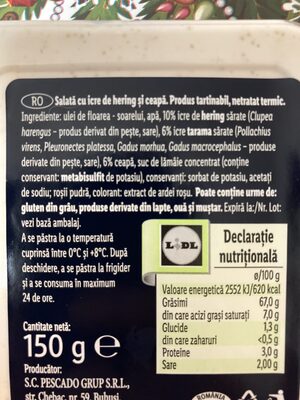 RO Salată cu icre de hering și ceapă. Produs tartinabil, netratat termic.
Ingrediente: ulei de floarea - soarelui, apă, 10% icre de hering sărate (Clupea
harengus - produs derivat din pește, sare), 6% icre tarama sărate (Pollachius
virens, Pleuronectes platessa, Gadus morhua, Gadus macrocephalus - produse
derivate din pește, sare), 6% ceapă, suc de lămâie concentrat (conține
conservant: metabisulfit de potasiu), conservanți: sorbat de potasiu, acetați
de sodiu; roșii pudră, colorant: extract de ardei roșu. Poate conține urme de:
gluten din grâu, produse derivate din lapte, ouă și muștar. Expiră la:/Nr. Lot:
vezi bază ambalaj.
A se păstra la o temperatură
cuprinsă între 0°C și +8°C. După
deschidere, a se păstra la frigider
și a se consuma în maximum
24 de ore.
Cantitate netă:
150 g e
Producător:
S.C. PESCADO GRUP S.R.L.,
str. Chebac, nr. 59, Bubuși,
LIDL
Declarație
nutrițională
ø/100 g
Valoare energetică 2552 kJ/620 kcal
Grăsimi 67,0 g
din care acizi grași saturați 7,0 g
Glucide 1,3 g
din care zaharuri <0,5 g
Proteine 3,0 g
Sare 2,00 g
ROMÂNIA